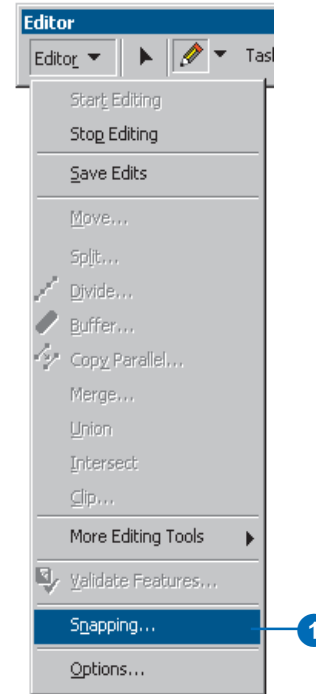 Editor
Editor
Start Editing
Stop Editing
Save Edits
Move...
Split...
Divide...
Buffer...
Copy Parallel...
Merge...
Union
Intersect
Clip...
More Editing Tools
Validate Features...
Snapping...
1
Options...